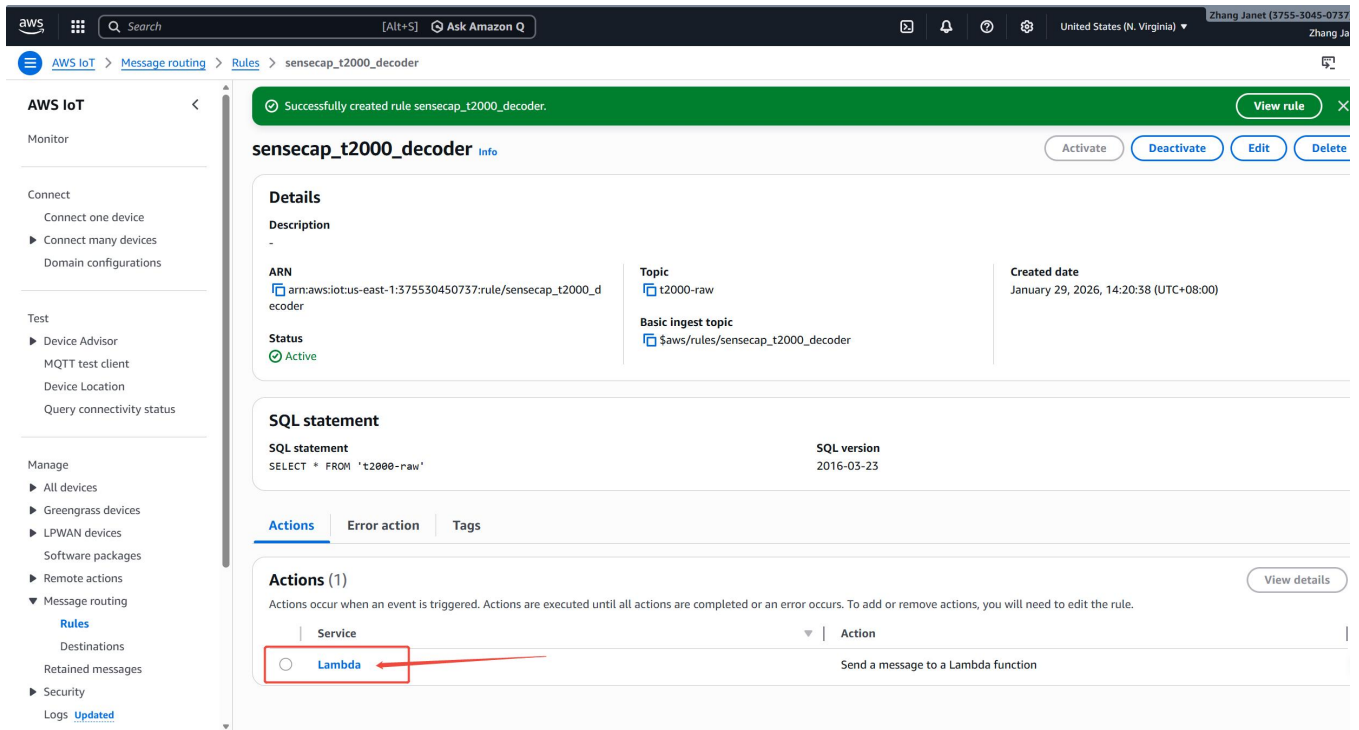 aws
Search
[Alt+S]
Ask Amazon Q
United States (N. Virginia)
Zhang Janet (3755-3045-0737)
Zhang Ja
AWS IoT > Message routing > Rules > sensecap_t2000_decoder
AWS IoT
Monitor
Connect
Connect one device
Connect many devices
Domain configurations
Test
Device Advisor
MQTT test client
Device Location
Query connectivity status
Manage
All devices
Greengrass devices
LPWAN devices
Software packages
Remote actions
Message routing
Rules
Destinations
Retained messages
Security
Logs Updated
Successfully created rule sensecap_t2000_decoder.
View rule
sensecap_t2000_decoder Info
Activate
Deactivate
Edit
Delete
Details
Description
-
ARN
arn:aws:iot:us-east-1:375530450737:rule/sensecap_t2000_d
ecoder
Status
Active
Topic
t2000-raw
Basic ingest topic
$aws/rules/sensecap_t2000_decoder
Created date
January 29, 2026, 14:20:38 (UTC+08:00)
SQL statement
SQL statement
SELECT * FROM 't2000-raw'
SQL version
2016-03-23
Actions
Error action
Tags
Actions (1)
View details
Actions occur when an event is triggered. Actions are executed until all actions are completed or an error occurs. To add or remove actions, you will need to edit the rule.
Service
Action
Lambda
Send a message to a Lambda function